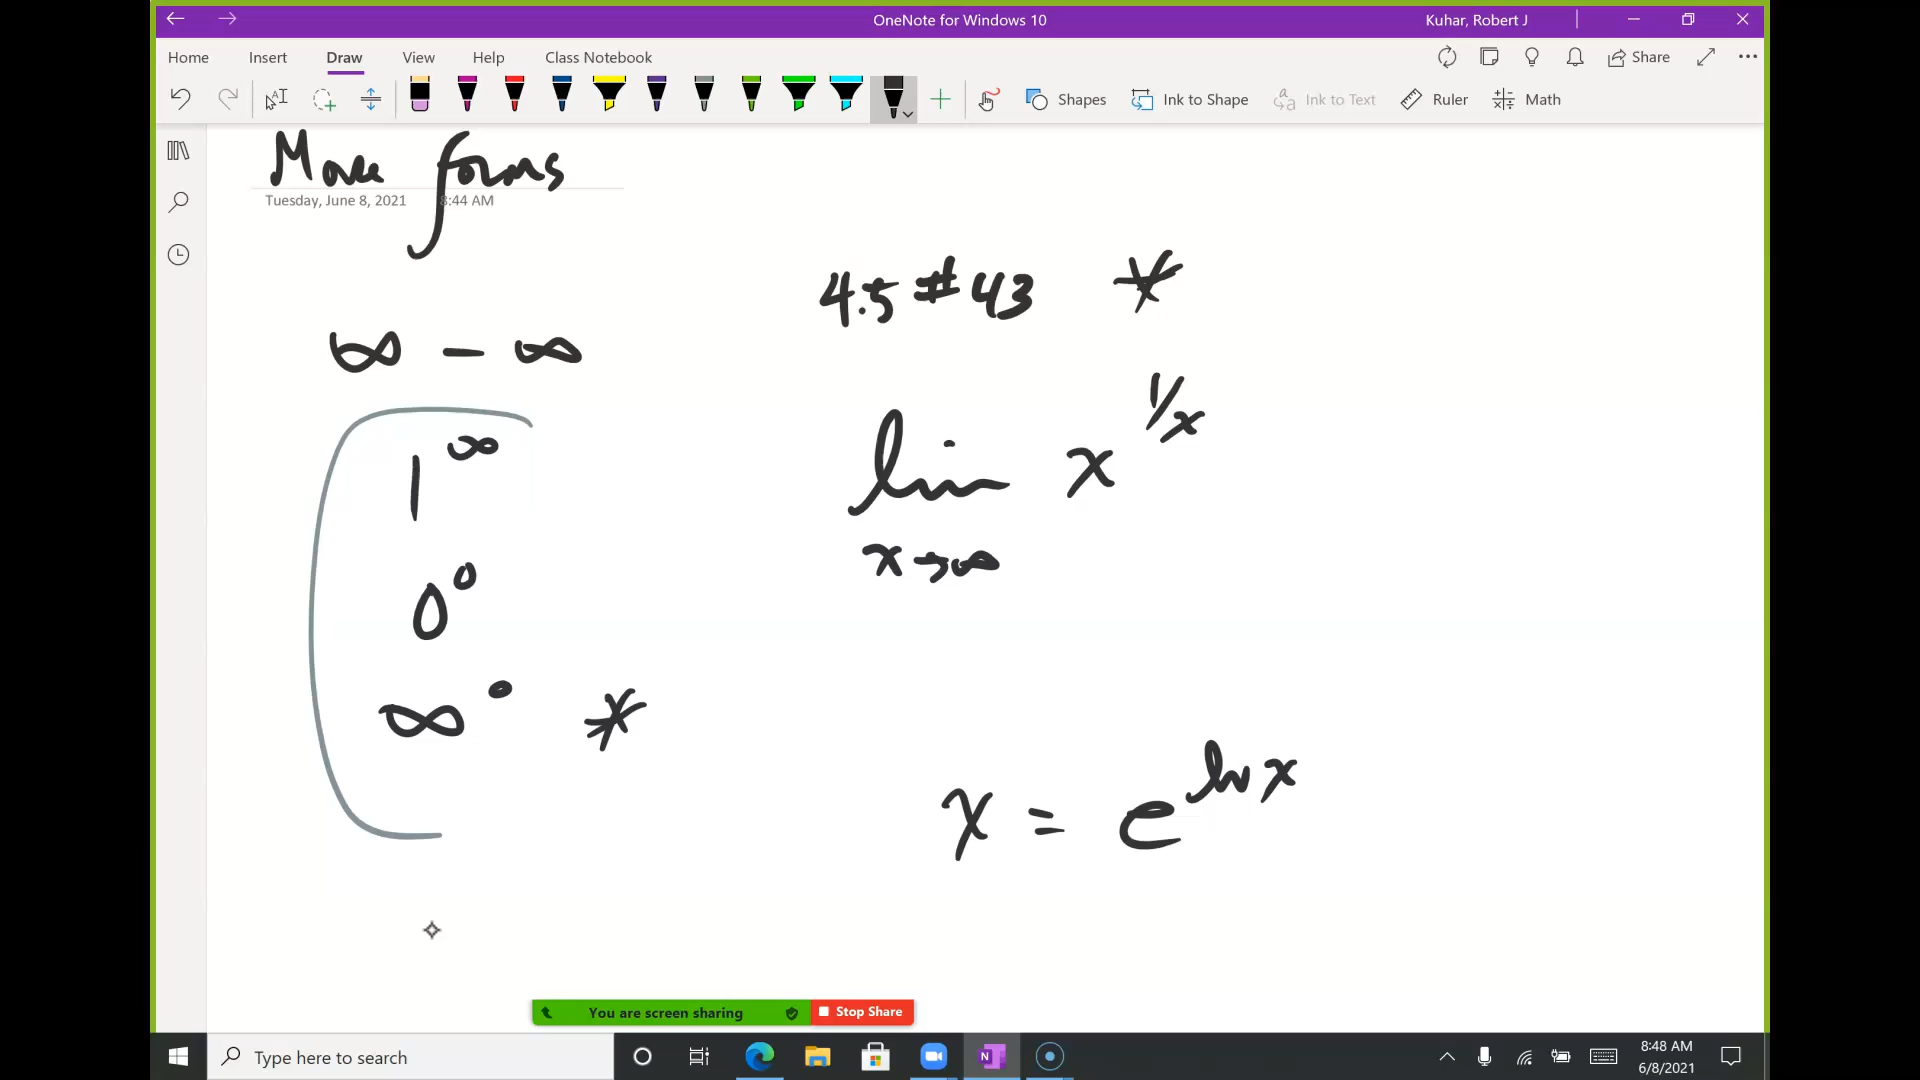 OneNote for Windows 10
Kuhar, Robert J
Home Insert Draw View Help Class Notebook
Share
Shapes Ink to Shape Ink to Text Ruler Math
More forms
Tuesday, June 8, 2021 8:44 AM
4.5 #43 *
∞ - ∞
1^∞
lim x^{1/x}
x→∞
0^0
∞^0 *
x = e^{ln x}
You are screen sharing Stop Share
Type here to search
8:48 AM
6/8/2021